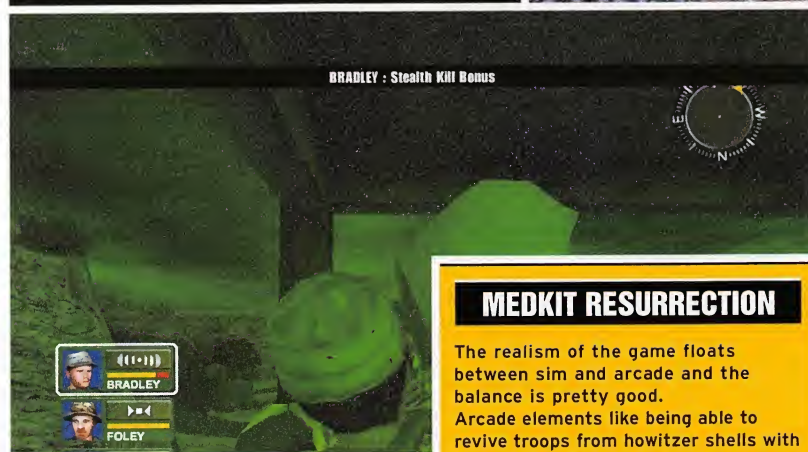 BRADLEY : Stealth Kill Bonus
E
W
N
BRADLEY
FOLEY
MEDKIT RESURRECTION
The realism of the game floats
between sim and arcade and the
balance is pretty good.
Arcade elements like being able to
revive troops from howitzer shells with